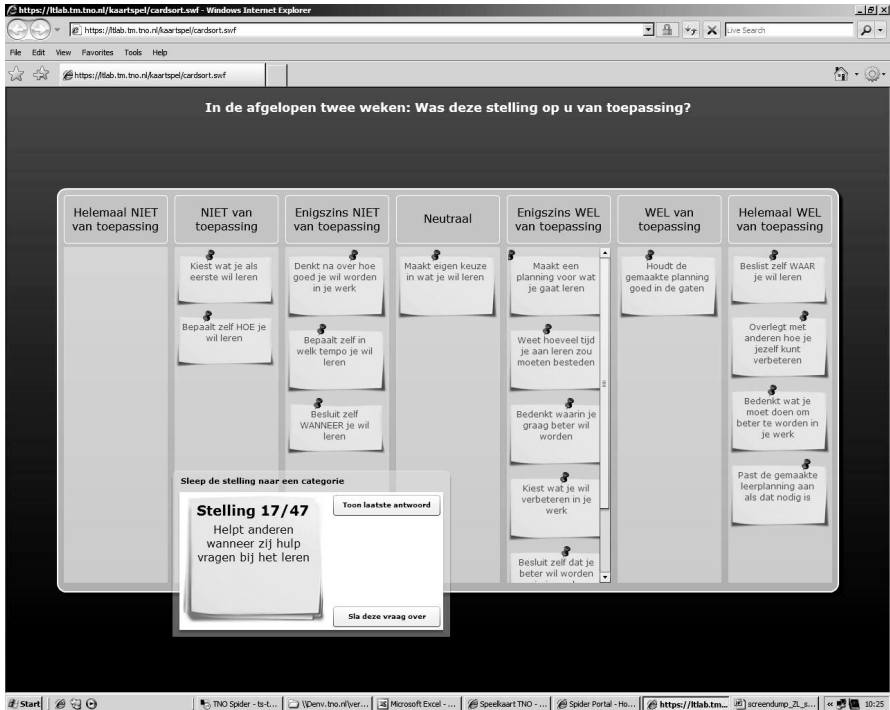 https://ltlab.tm.tno.nl/kaartspel/cardsort.swf - Windows Internet Explorer
https://ltlab.tm.tno.nl/kaartspel/cardsort.swf
Live Search
File Edit View Favorites Tools Help
https://ltlab.tm.tno.nl/kaartspel/cardsort.swf
In de afgelopen twee weken: Was deze stelling op u van toepassing?
Helemaal NIET
van toepassing
NIET van
toepassing
Enigszins NIET
van toepassing
Neutraal
Enigszins WEL
van toepassing
WEL van
toepassing
Helemaal WEL
van toepassing
Kiest wat je als
eerste wil leren
Bepaalt zelf HOE je
wil leren
Denkt na over hoe
goed je wil worden
in je werk
Bepaalt zelf in
welk tempo je wil
leren
Besluit zelf
WANNEER je wil
leren
Maakt eigen keuze
in wat je wil leren
Maakt een
planning voor wat
je gaat leren
Weet hoeveel tijd
je aan leren zou
moeten besteden
Bedenkt waarin je
graag beter wil
worden
Kiest wat je wil
verbeteren in je
werk
Besluit zelf dat je
beter wil worden
Houdt de
gemaakte planning
goed in de gaten
Beslist zelf WAAR
je wil leren
Overlegt met
anderen hoe je
jezelf kunt
verbeteren
Bedenkt wat je
moet doen om
beter te worden in
je werk
Past de gemaakte
leerplanning aan
als dat nodig is
Sleep de stelling naar een categorie
Stelling 17/47
Helpt anderen
wanneer zij hulp
vragen bij het leren
Toon laatste antwoord
Sla deze vraag over
Start
TNO Spider - ts-t...
\\Denv.tno.nl\ver...
Microsoft Excel - ...
Speelkaart TNO - ...
Spider Portal - Ho...
https://ltlab.tm...
screendump_ZL_s...
10:25